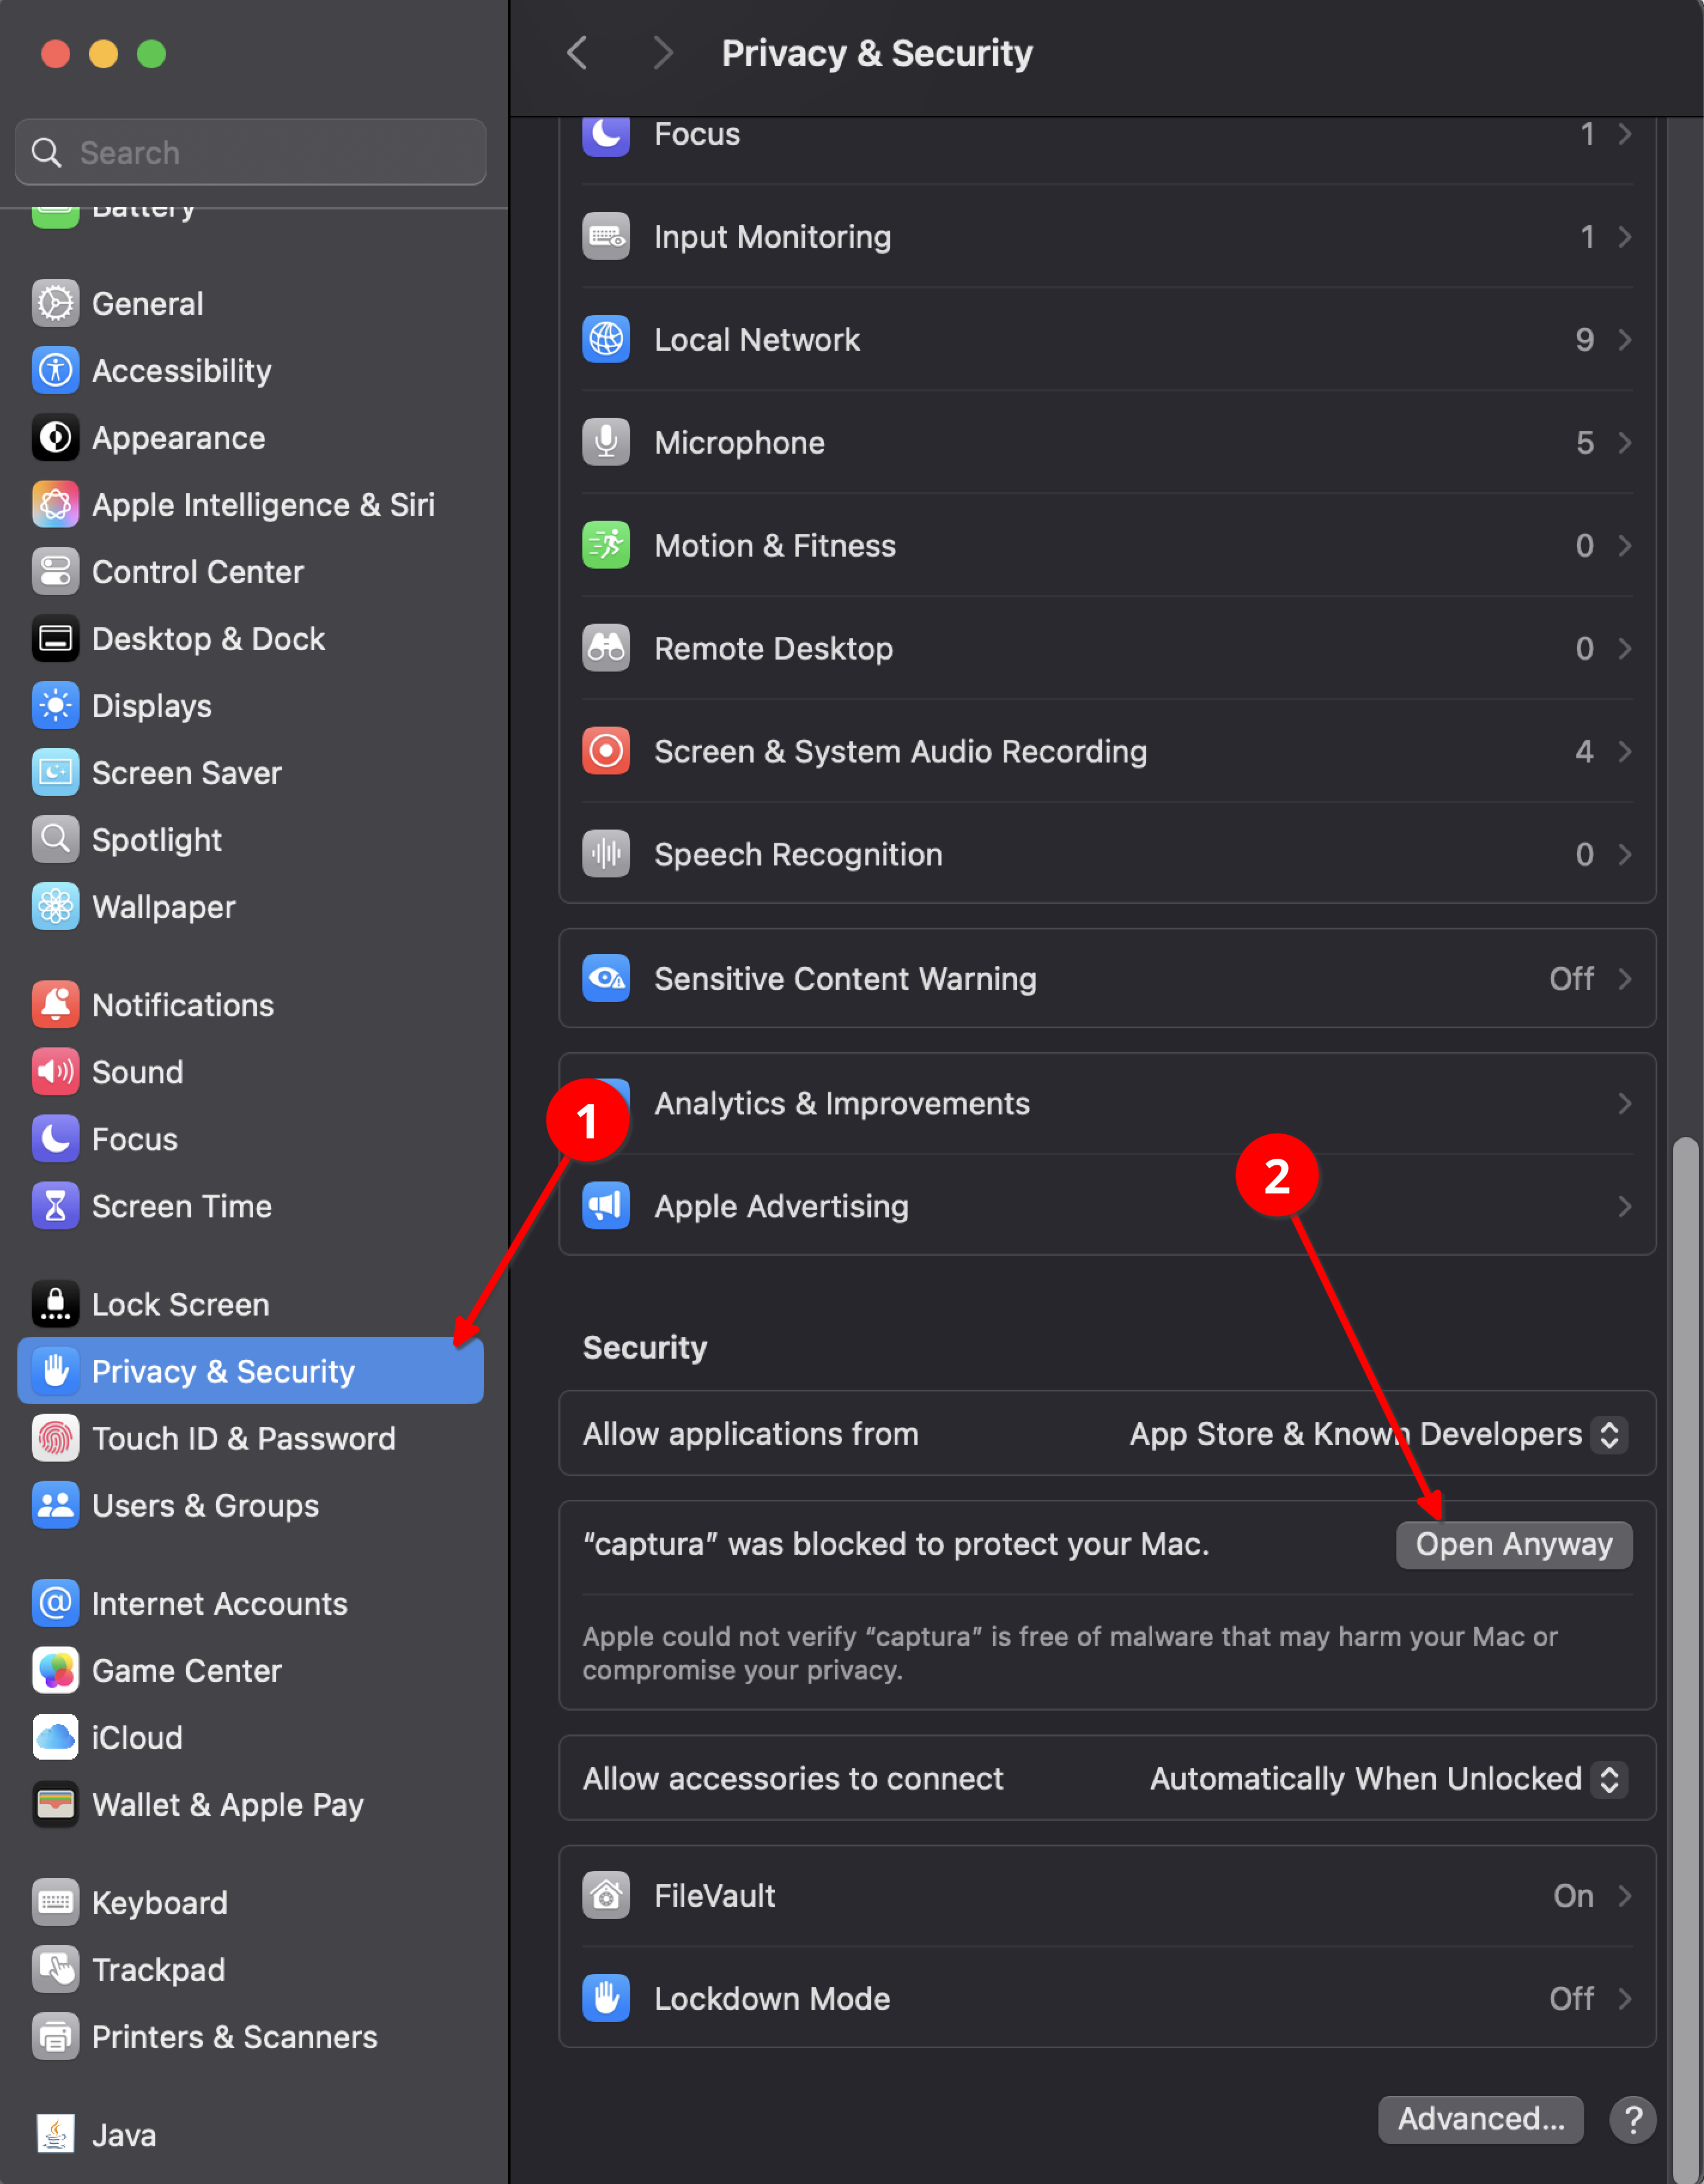 Privacy & Security
Search
Battery
General
Accessibility
Appearance
Apple Intelligence & Siri
Control Center
Desktop & Dock
Displays
Screen Saver
Spotlight
Wallpaper
Notifications
Sound
Focus
Screen Time
Lock Screen
Privacy & Security
Touch ID & Password
Users & Groups
Internet Accounts
Game Center
iCloud
Wallet & Apple Pay
Keyboard
Trackpad
Printers & Scanners
Java
Focus 1
Input Monitoring 1
Local Network 9
Microphone 5
Motion & Fitness 0
Remote Desktop 0
Screen & System Audio Recording 4
Speech Recognition 0
Sensitive Content Warning Off
1
Analytics & Improvements
2
Apple Advertising
Security
Allow applications from App Store & Known Developers
“captura” was blocked to protect your Mac. Open Anyway
Apple could not verify “captura” is free of malware that may harm your Mac or
compromise your privacy.
Allow accessories to connect Automatically When Unlocked
FileVault On
Lockdown Mode Off
Advanced... ?